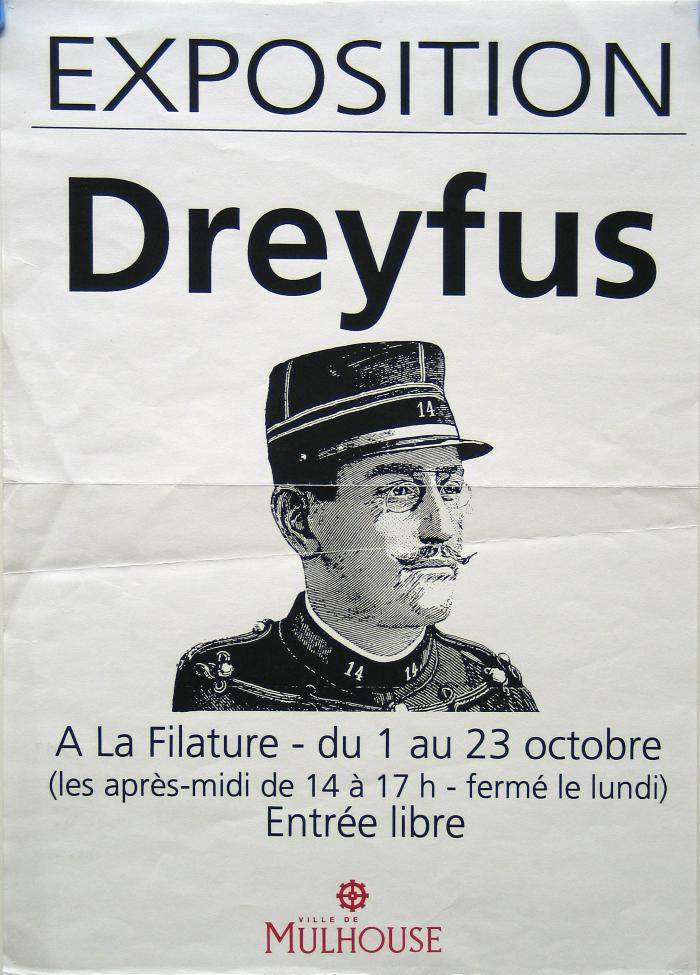 EXPOSITION
Dreyfus
14
14 14
A La Filature - du 1 au 23 octobre
(les après-midi de 14 à 17 h - fermé le lundi)
Entrée libre
VILLE DE
MULHOUSE